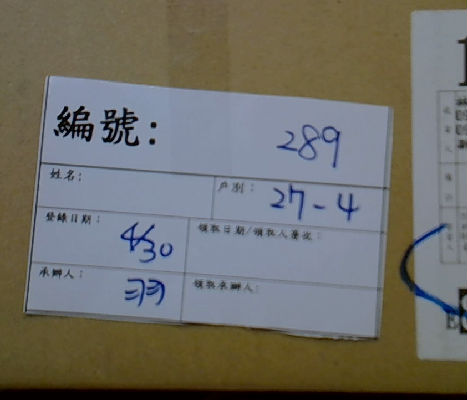 編號: 289
姓名: 戶別: 27-4
登錄日期: 4/30 領取日期/領取人簽收:
承辦人: 羽 領取承辦人: